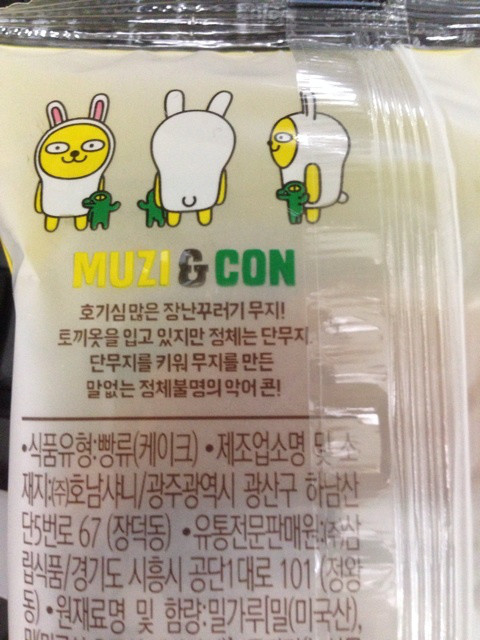 MUZI & CON
호기심 많은 장난꾸러기 무지!
토끼옷을 입고 있지만 정체는 단무지.
단무지를 키워 무지를 만든
말없는 정체불명의 악어 콘!
•식품유형:빵류(케이크) •제조업소명 및 소
재지:(주)호남샤니/광주광역시 광산구 하남산
단5번로 67 (장덕동) •유통전문판매원:(주)삼
립식품/경기도 시흥시 공단1대로 101 (정왕
동) •원재료명 및 함량:밀가루[밀(미국산),